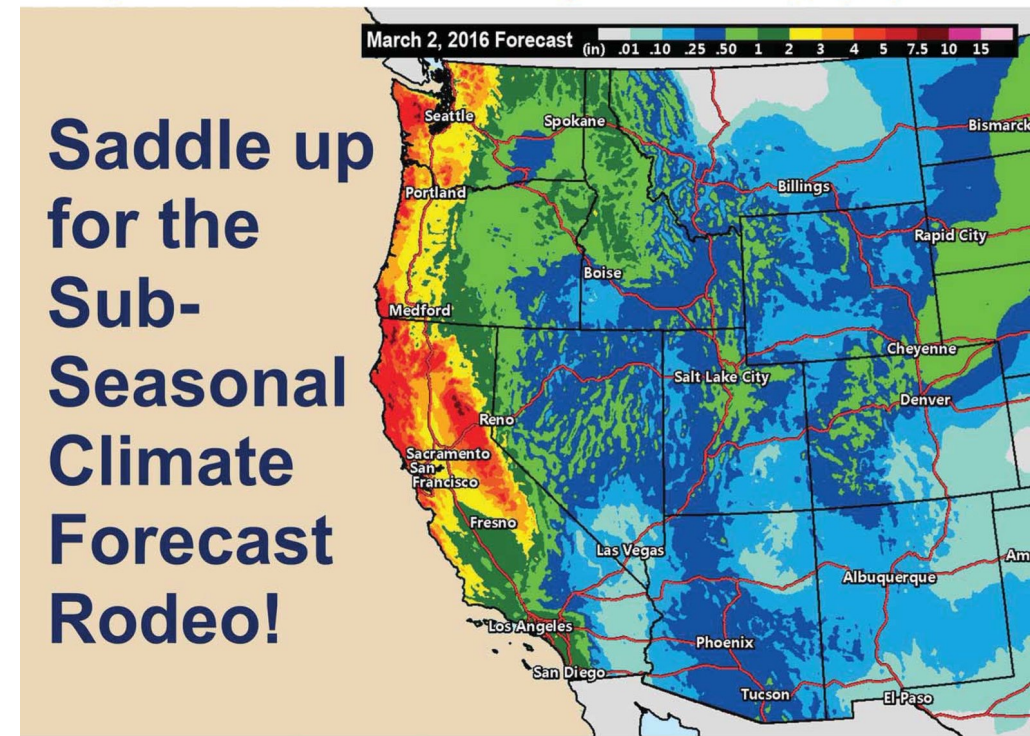 March 2, 2016 Forecast (in) .01 .10 .25 .50 1 2 3 4 5 7.5 10 15
Saddle up
for the
Sub-
Seasonal
Climate
Forecast
Rodeo!
Seattle
Spokane
Bismarck
Portland
Billings
Rapid City
Boise
Medford
Cheyenne
Salt Lake City
Denver
Reno
Sacramento
San
Francisco
Fresno
Las Vegas
Albuquerque
Am
Los Angeles
Phoenix
San Diego
Tucson
El Paso